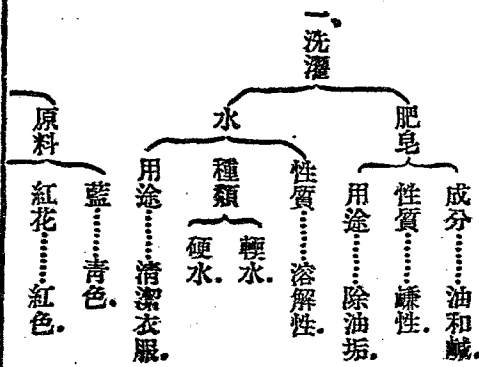 一、洗濯
肥皂
成分……油和鹹.
性質……鹻性.
用途……除油垢.
水
性質……溶解性.
種類
輕水.
硬水.
用途……清潔衣服.
原料
藍……青色.
紅花……紅色.